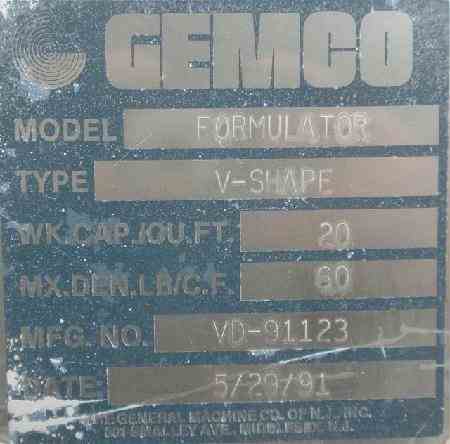 GEMCO
MODEL FORMULATOR
TYPE V-SHAPE
WK.CAP./CU.FT. 20
MX.DEN.LB/C.F. 60
MFG. NO. VD-91123
DATE 5/29/91
THE GENERAL MACHINE CO. OF N.J., INC.
AVE. MIDDLESEX, N.J.